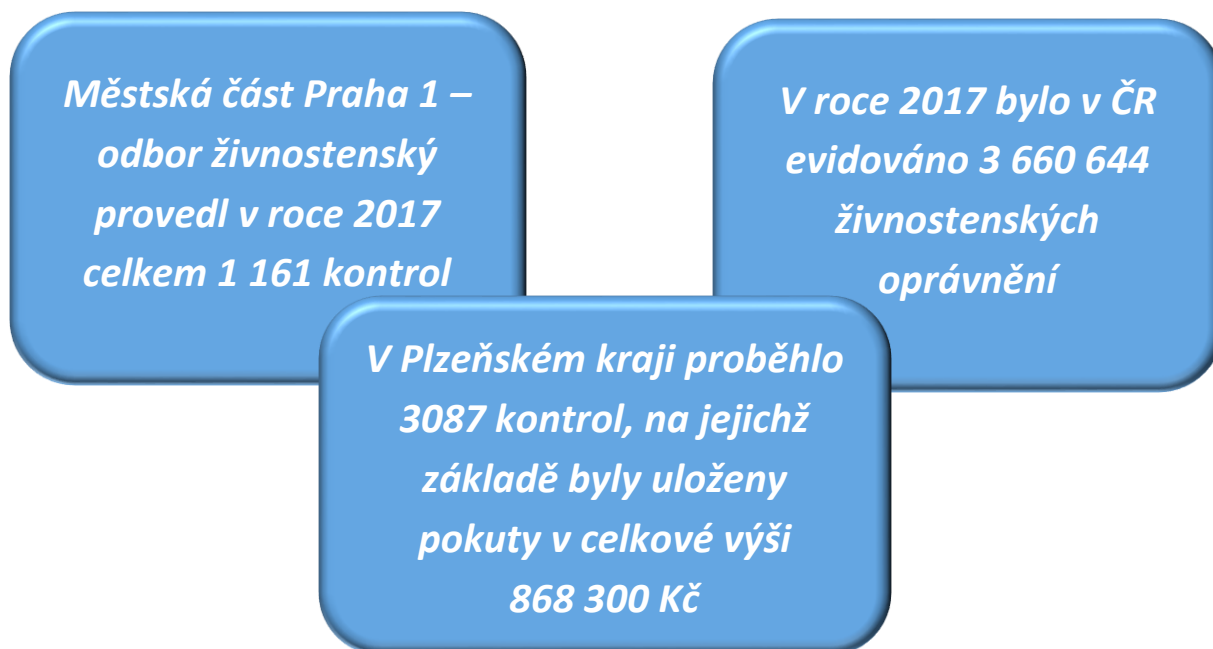 Městská část Praha 1 –
odbor živnostenský
provedl v roce 2017
celkem 1 161 kontrol
V roce 2017 bylo v ČR
evidováno 3 660 644
živnostenských
oprávnění
V Plzeňském kraji proběhlo
3087 kontrol, na jejichž
základě byly uloženy
pokuty v celkové výši
868 300 Kč